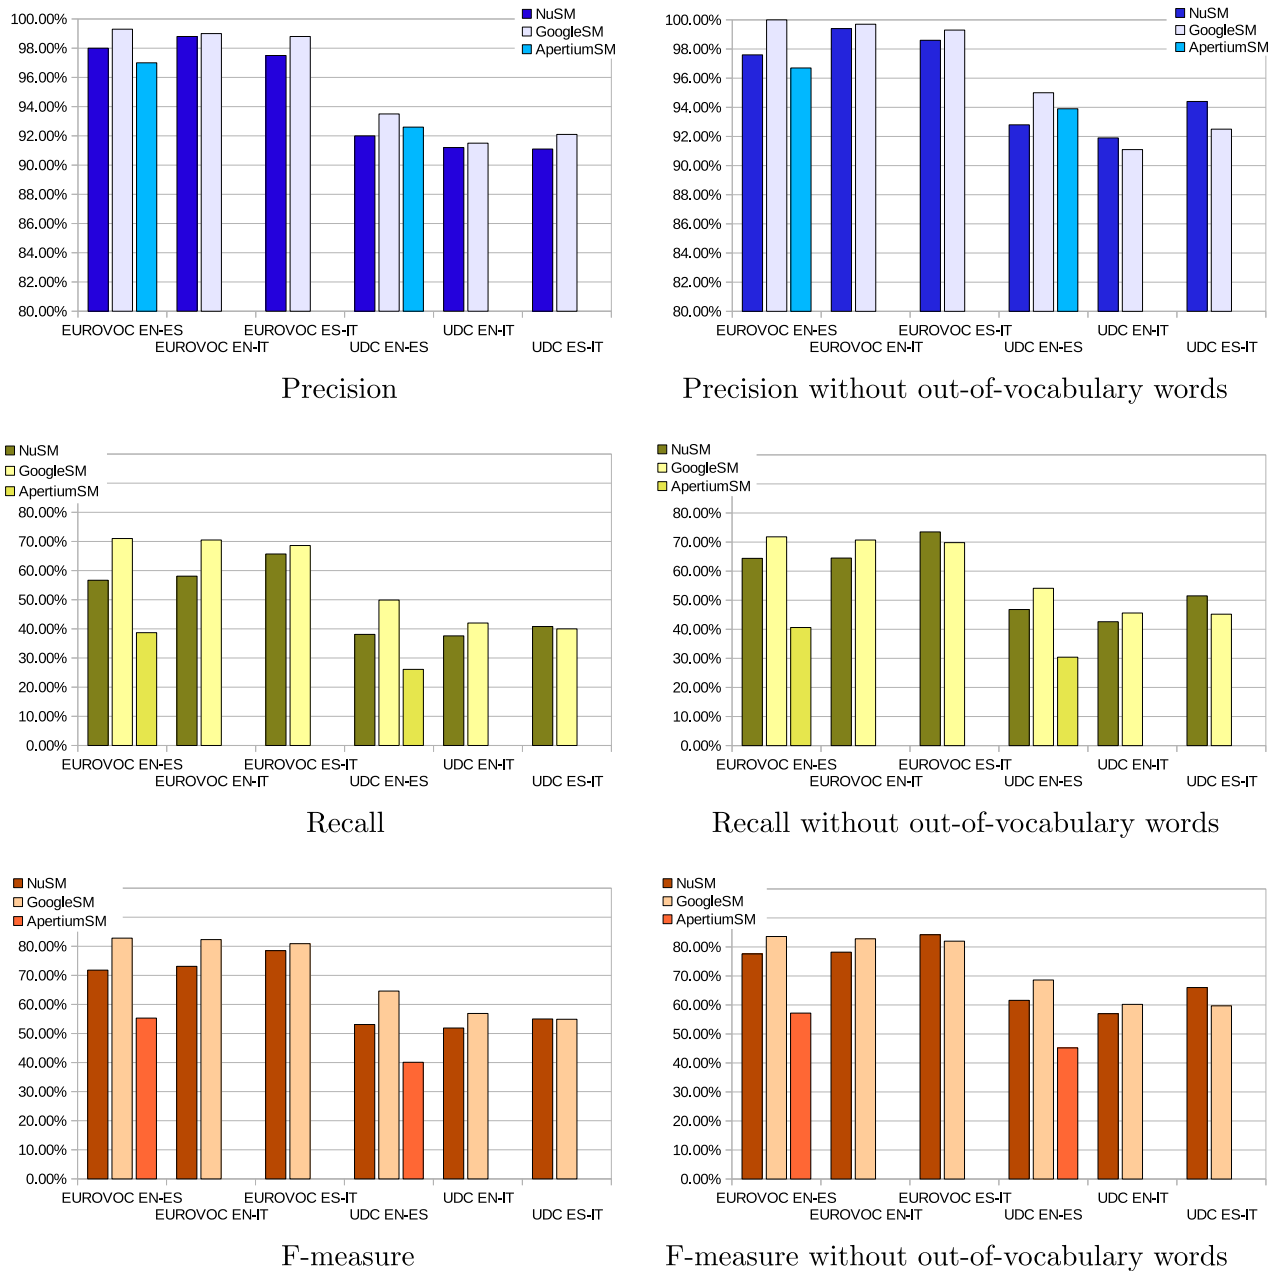 NuSM
GoogleSM
ApertiumSM
100.00%
98.00%
96.00%
94.00%
92.00%
90.00%
88.00%
86.00%
84.00%
82.00%
80.00%
EUROVOC EN-ES
EUROVOC EN-IT
EUROVOC ES-IT
UDC EN-ES
UDC EN-IT
UDC ES-IT
Precision
NuSM
GoogleSM
ApertiumSM
100.00%
98.00%
96.00%
94.00%
92.00%
90.00%
88.00%
86.00%
84.00%
82.00%
80.00%
EUROVOC EN-ES
EUROVOC EN-IT
EUROVOC ES-IT
UDC EN-ES
UDC EN-IT
UDC ES-IT
Precision without out-of-vocabulary words
NuSM
GoogleSM
ApertiumSM
80.00%
70.00%
60.00%
50.00%
40.00%
30.00%
20.00%
10.00%
0.00%
EUROVOC EN-ES
EUROVOC EN-IT
EUROVOC ES-IT
UDC EN-ES
UDC EN-IT
UDC ES-IT
Recall
NuSM
GoogleSM
ApertiumSM
80.00%
70.00%
60.00%
50.00%
40.00%
30.00%
20.00%
10.00%
0.00%
EUROVOC EN-ES
EUROVOC EN-IT
EUROVOC ES-IT
UDC EN-ES
UDC EN-IT
UDC ES-IT
Recall without out-of-vocabulary words
NuSM
GoogleSM
ApertiumSM
80.00%
70.00%
60.00%
50.00%
40.00%
30.00%
20.00%
10.00%
0.00%
EUROVOC EN-ES
EUROVOC EN-IT
EUROVOC ES-IT
UDC EN-ES
UDC EN-IT
UDC ES-IT
F-measure
NuSM
GoogleSM
ApertiumSM
80.00%
70.00%
60.00%
50.00%
40.00%
30.00%
20.00%
10.00%
0.00%
EUROVOC EN-ES
EUROVOC EN-IT
EUROVOC ES-IT
UDC EN-ES
UDC EN-IT
UDC ES-IT
F-measure without out-of-vocabulary words